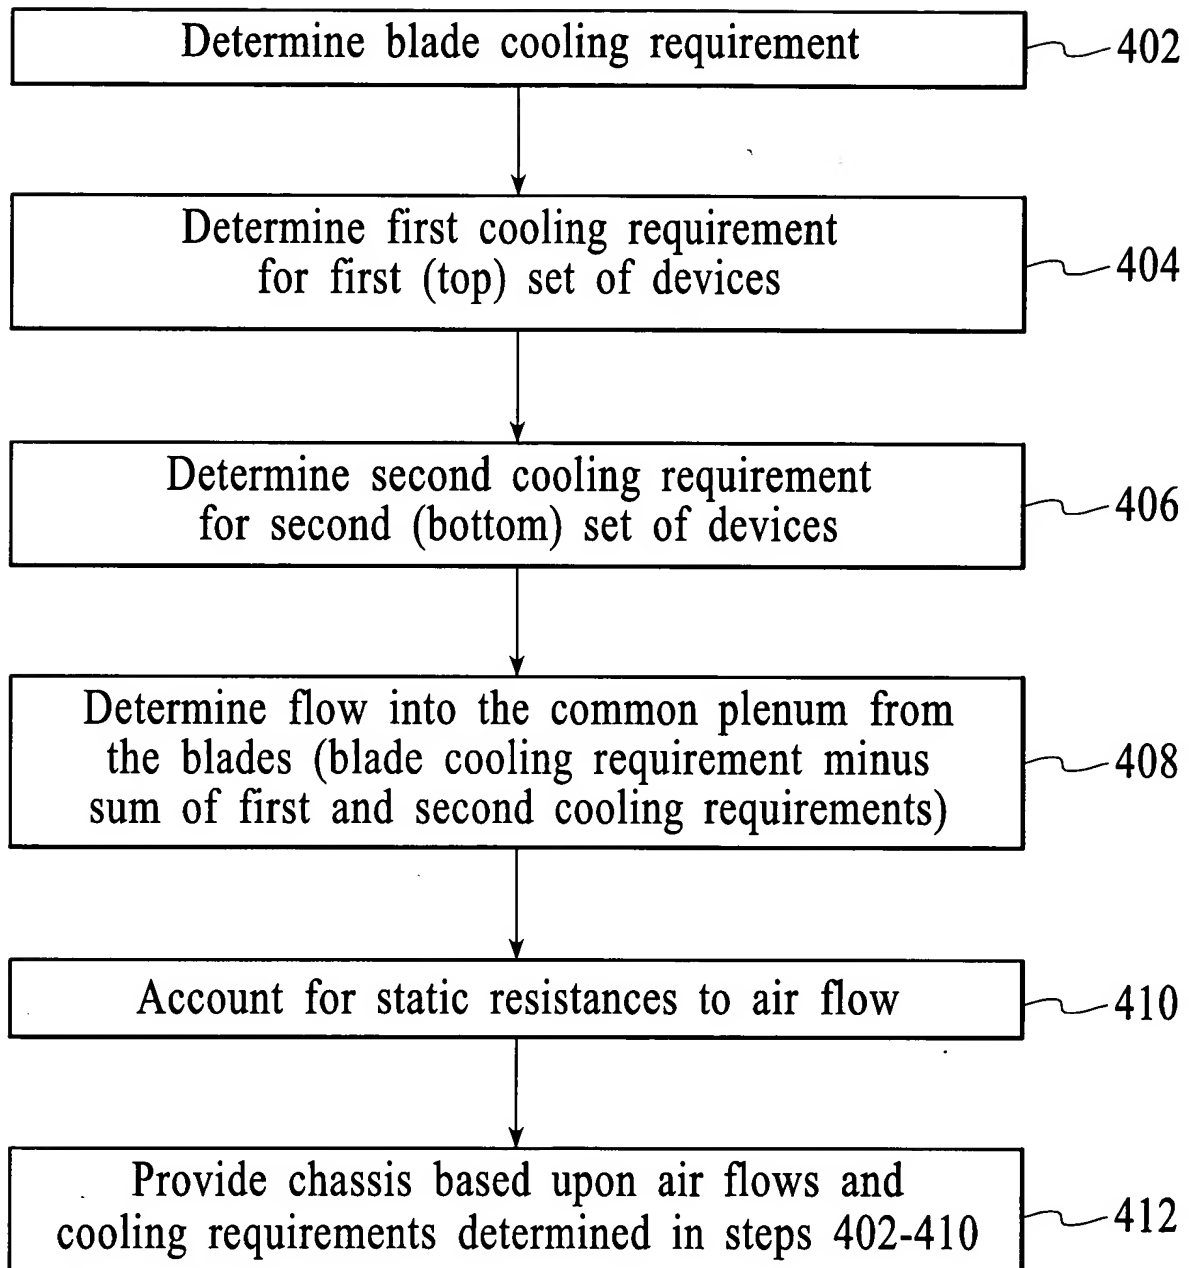 Determine blade cooling requirement
402
Determine first cooling requirement
for first (top) set of devices
404
Determine second cooling requirement
for second (bottom) set of devices
406
Determine flow into the common plenum from
the blades (blade cooling requirement minus
sum of first and second cooling requirements)
408
Account for static resistances to air flow
410
Provide chassis based upon air flows and
cooling requirements determined in steps 402-410
412